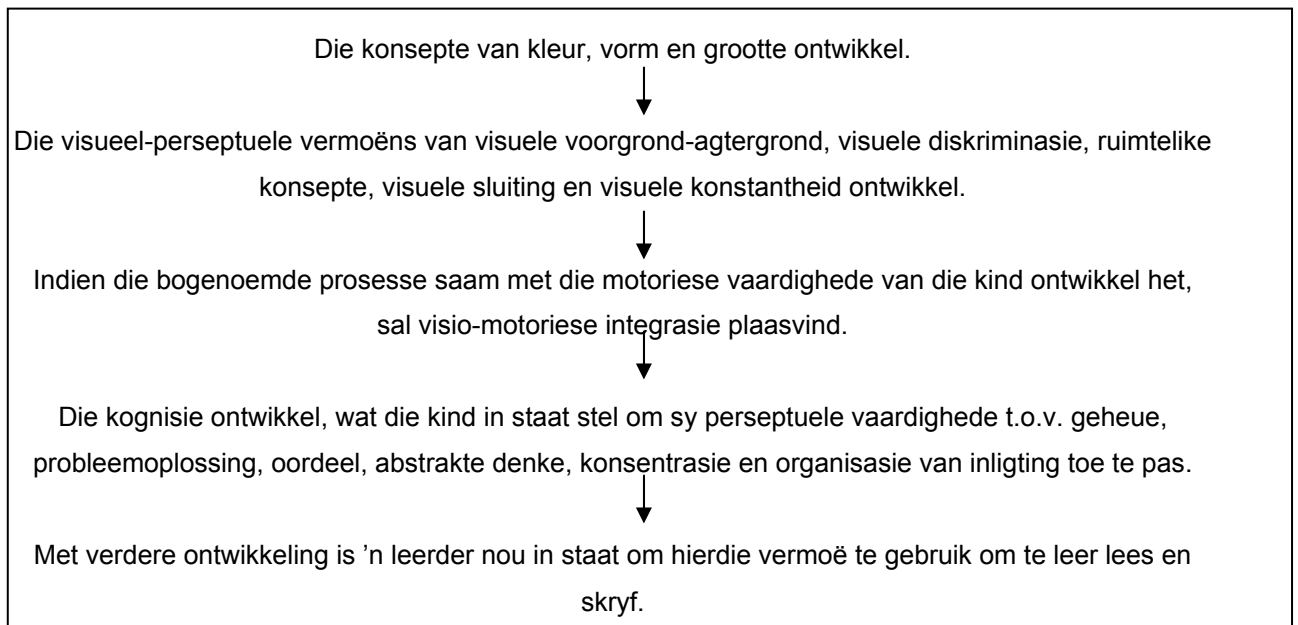 Die konsepte van kleur, vorm en grootte ontwikkel.
Die visueel-perseptuele vermoëns van visuele voorgrond-agtergrond, visuele diskriminasie, ruimtelike
konsepte, visuele sluiting en visuele konstantheid ontwikkel.
Indien die bogenoemde prosesse saam met die motoriese vaardighede van die kind ontwikkel het,
sal visio-motoriese integrasie plaasvind.
Die kognisie ontwikkel, wat die kind in staat stel om sy perseptuele vaardighede t.o.v. geheue,
probleemoplossing, oordeel, abstrakte denke, konsentrasie en organisasie van inligting toe te pas.
Met verdere ontwikkeling is ’n leerder nou in staat om hierdie vermoë te gebruik om te leer lees en
skryf.